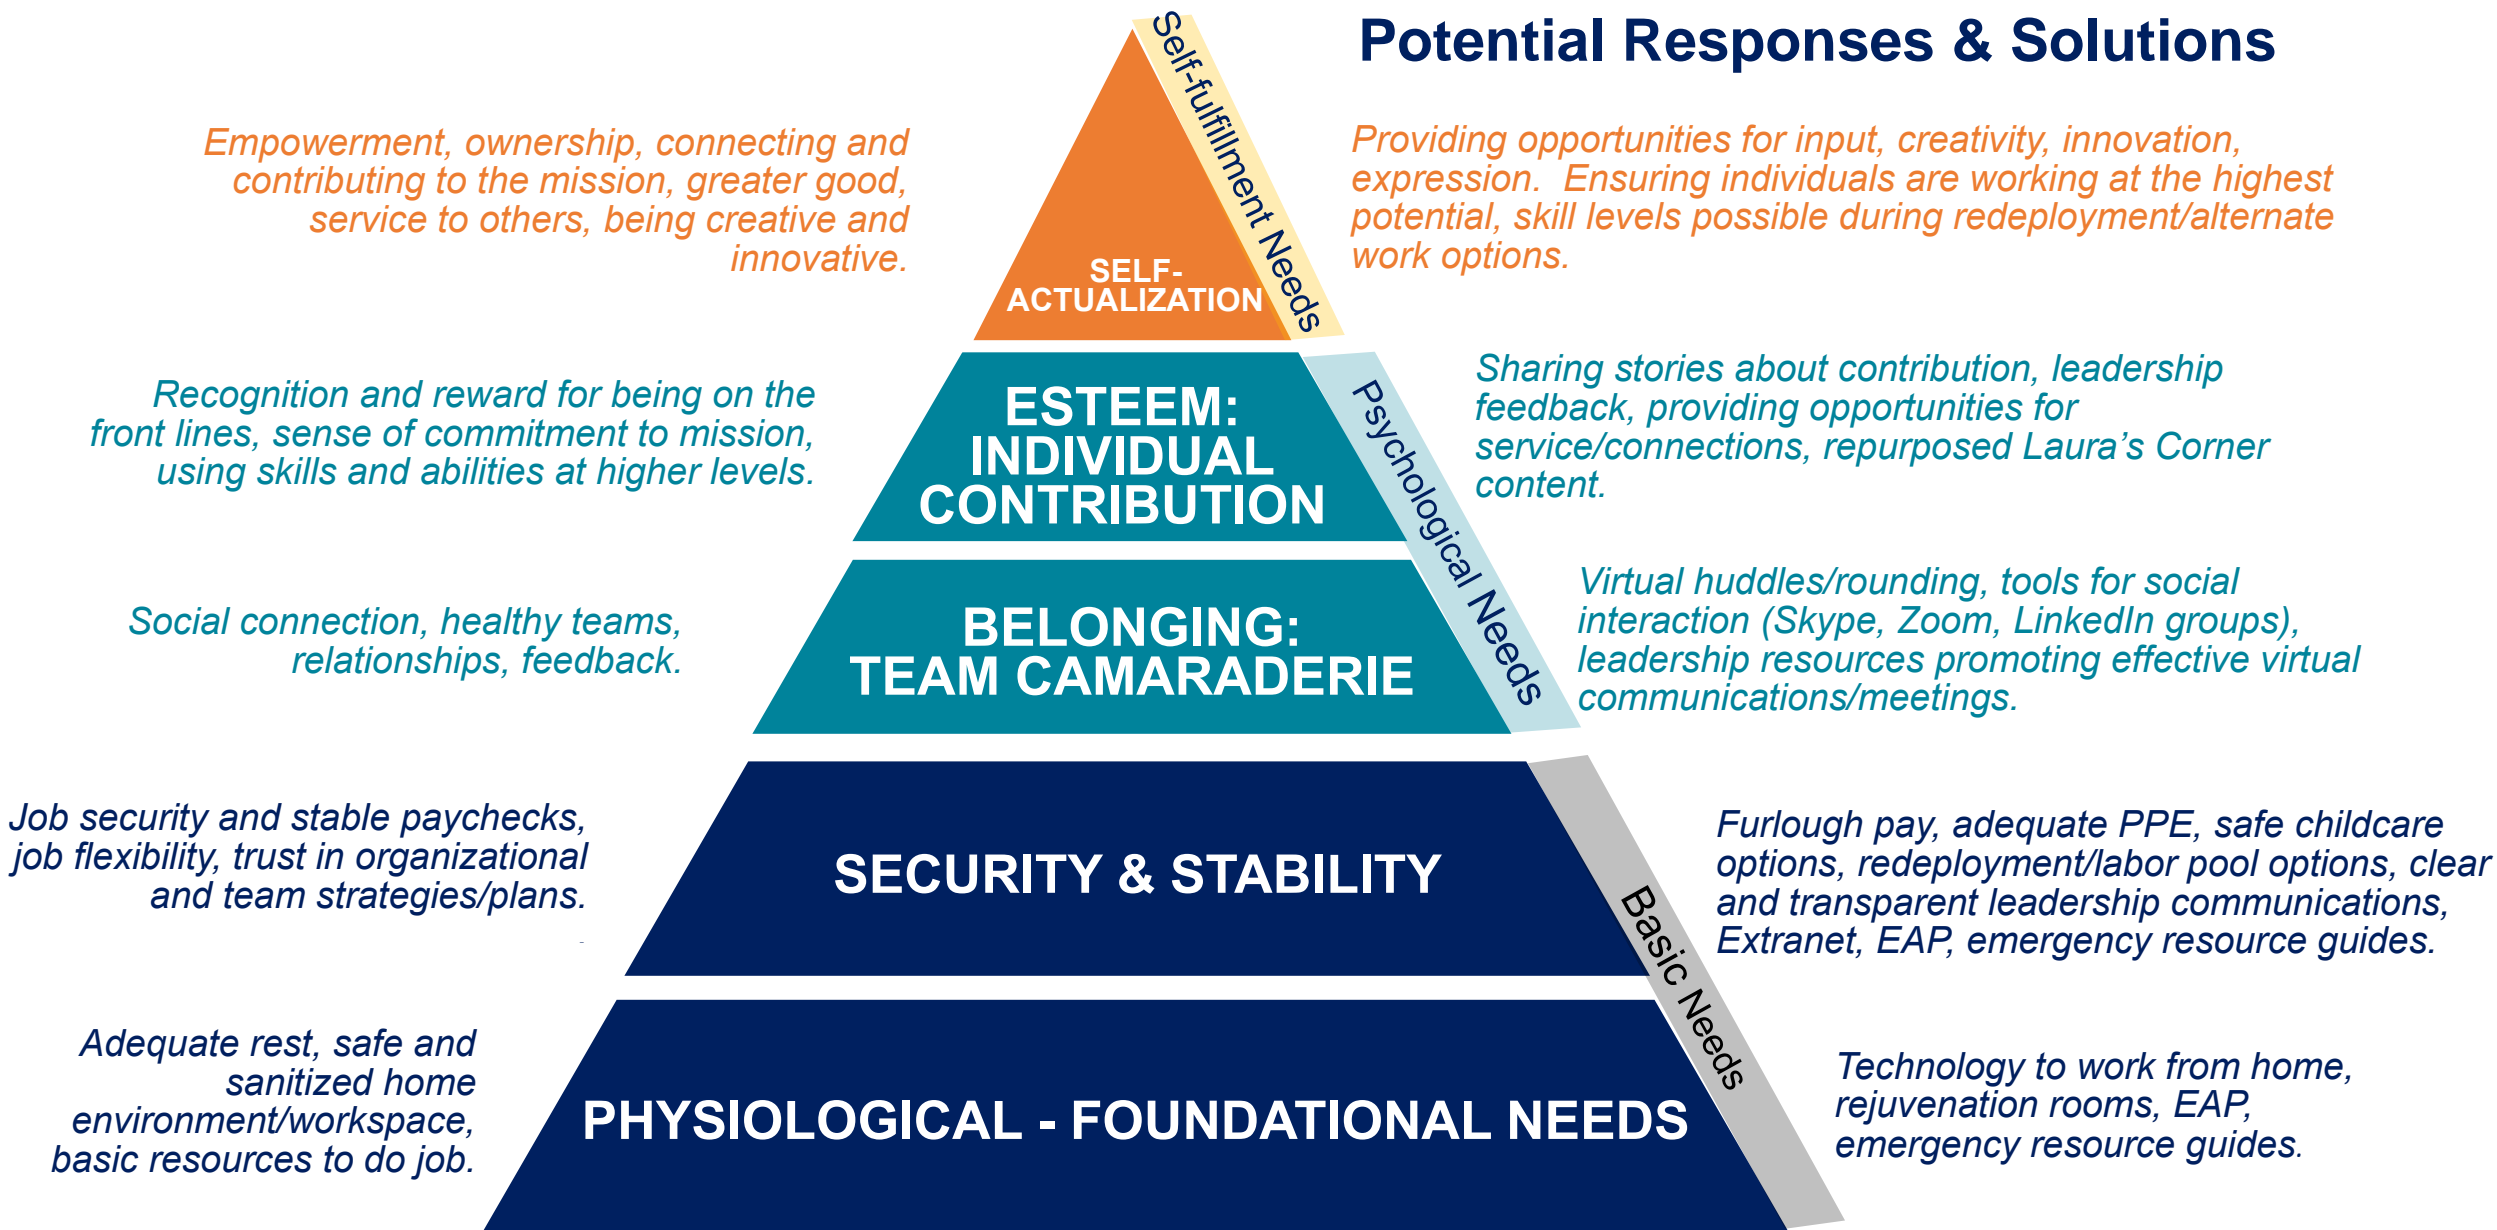 Potential Responses & Solutions
Self-fulfillment Needs
Empowerment, ownership, connecting and
contributing to the mission, greater good,
service to others, being creative and
innovative.
SELF-
ACTUALIZATION
Providing opportunities for input, creativity, innovation,
expression.  Ensuring individuals are working at the highest
potential, skill levels possible during redeployment/alternate
work options.
Recognition and reward for being on the
front lines, sense of commitment to mission,
using skills and abilities at higher levels.
ESTEEM:
INDIVIDUAL
CONTRIBUTION
Psychological Needs
Sharing stories about contribution, leadership
feedback, providing opportunities for
service/connections, repurposed Laura’s Corner
content.
Social connection, healthy teams,
relationships, feedback.
BELONGING:
TEAM CAMARADERIE
Virtual huddles/rounding, tools for social
interaction (Skype, Zoom, LinkedIn groups),
leadership resources promoting effective virtual
communications/meetings.
Job security and stable paychecks,
job flexibility, trust in organizational
and team strategies/plans.
SECURITY & STABILITY
Basic Needs
Furlough pay, adequate PPE, safe childcare
options, redeployment/labor pool options, clear
and transparent leadership communications,
Extranet, EAP, emergency resource guides.
Adequate rest, safe and
sanitized home
environment/workspace,
basic resources to do job.
PHYSIOLOGICAL - FOUNDATIONAL NEEDS
Technology to work from home,
rejuvenation rooms, EAP,
emergency resource guides.